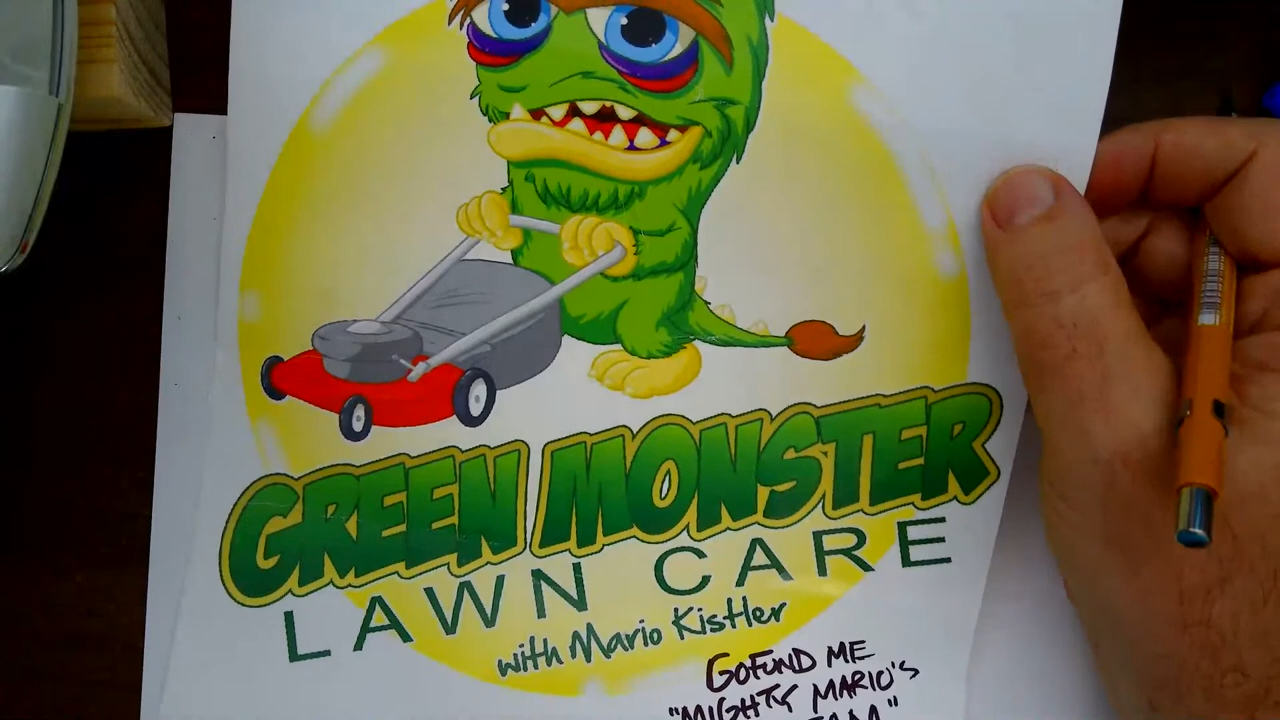 GREEN MONSTER
LAWN CARE
with Mario Kistler
GOFUND ME
"MIGHTY MARIO'S